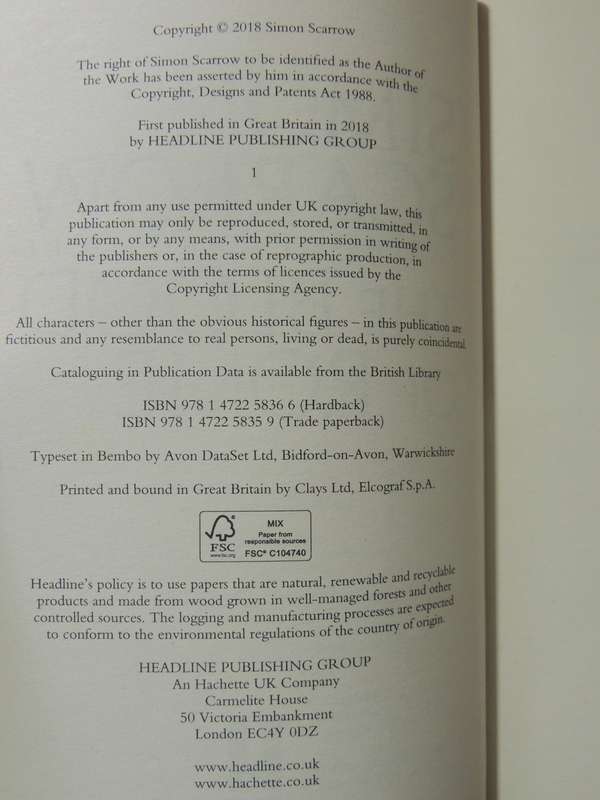 Copyright © 2018 Simon Scarrow
The right of Simon Scarrow to be identified as the Author of
the Work has been asserted by him in accordance with the
Copyright, Designs and Patents Act 1988.
First published in Great Britain in 2018
by HEADLINE PUBLISHING GROUP
1
Apart from any use permitted under UK copyright law, this
publication may only be reproduced, stored, or transmitted, in
any form, or by any means, with prior permission in writing of
the publishers or, in the case of reprographic production, in
accordance with the terms of licences issued by the
Copyright Licensing Agency.
All characters – other than the obvious historical figures – in this publication are
fictitious and any resemblance to real persons, living or dead, is purely coincidental.
Cataloguing in Publication Data is available from the British Library
ISBN 978 1 4722 5836 6 (Hardback)
ISBN 978 1 4722 5835 9 (Trade paperback)
Typeset in Bembo by Avon DataSet Ltd, Bidford-on-Avon, Warwickshire
Printed and bound in Great Britain by Clays Ltd, Elcograf S.p.A.
FSC
www.fsc.org
MIX
Paper from
responsible sources
FSC® C104740
Headline's policy is to use papers that are natural, renewable and recyclable
products and made from wood grown in well-managed forests and other
controlled sources. The logging and manufacturing processes are expected
to conform to the environmental regulations of the country of origin.
HEADLINE PUBLISHING GROUP
An Hachette UK Company
Carmelite House
50 Victoria Embankment
London EC4Y 0DZ
www.headline.co.uk
www.hachette.co.uk